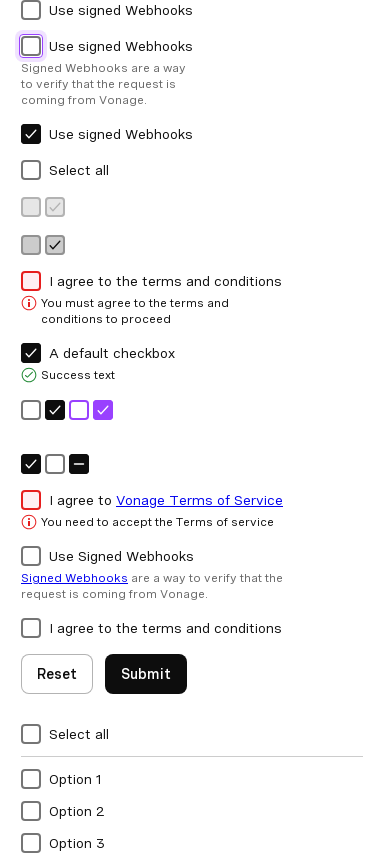 Use signed Webhooks
Use signed Webhooks
Signed Webhooks are a way
to verify that the request is
coming from Vonage.
Use signed Webhooks
Select all
I agree to the terms and conditions
You must agree to the terms and
conditions to proceed
A default checkbox
Success text
I agree to Vonage Terms of Service
You need to accept the Terms of service
Use Signed Webhooks
Signed Webhooks are a way to verify that the
request is coming from Vonage.
I agree to the terms and conditions
Reset Submit
Select all
Option 1
Option 2
Option 3